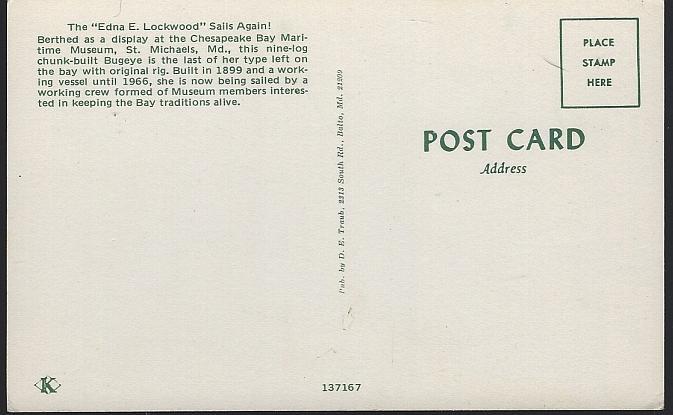 The "Edna E. Lockwood" Sails Again!
Berthed as a display at the Chesapeake Bay Mari-
time Museum, St. Michaels, Md., this nine-log
chunk-built Bugeye is the last of her type left on
the bay with original rig. Built in 1899 and a work-
ing vessel until 1966, she is now being sailed by a
working crew formed of Museum members interes-
ted in keeping the Bay traditions alive.
Pub. by D. E. Traub, 2313 South Rd., Balto, Md. 21209
PLACE
STAMP
HERE
POST CARD
Address
K
137167